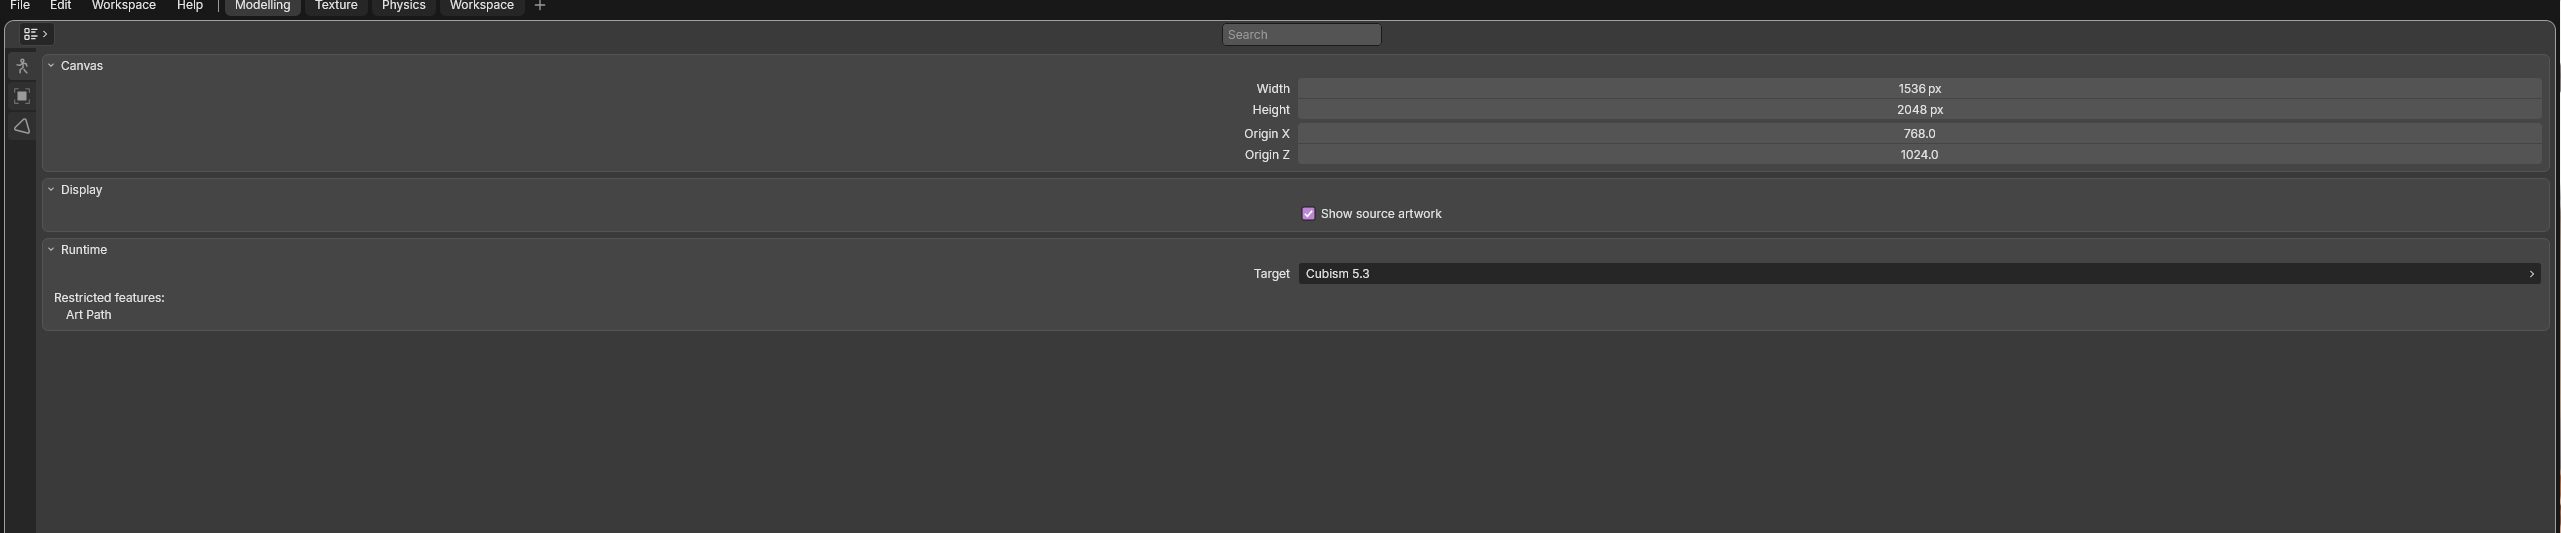 File Edit Workspace Help Modelling Texture Physics Workspace
Search
Canvas
Width 1536 px
Height 2048 px
Origin X 768.0
Origin Z 1024.0
Display
Show source artwork
Runtime
Target Cubism 5.3
Restricted features:
Art Path